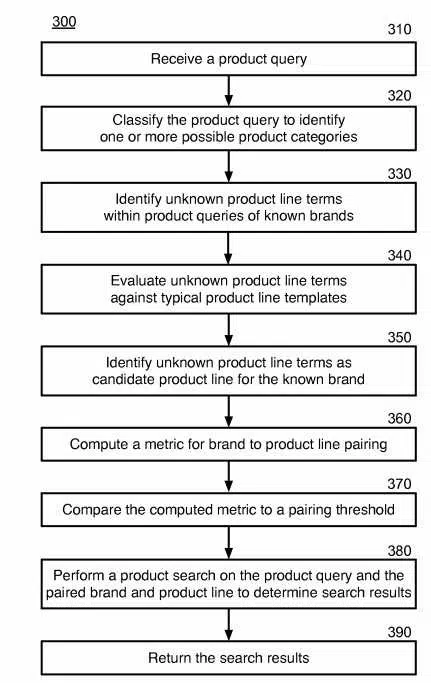 300
310
Receive a product query
320
Classify the product query to identify
one or more possible product categories
330
Identify unknown product line terms
within product queries of known brands
340
Evaluate unknown product line terms
against typical product line templates
350
Identify unknown product line terms as
candidate product line for the known brand
360
Compute a metric for brand to product line pairing
370
Compare the computed metric to a pairing threshold
380
Perform a product search on the product query and the
paired brand and product line to determine search results
390
Return the search results